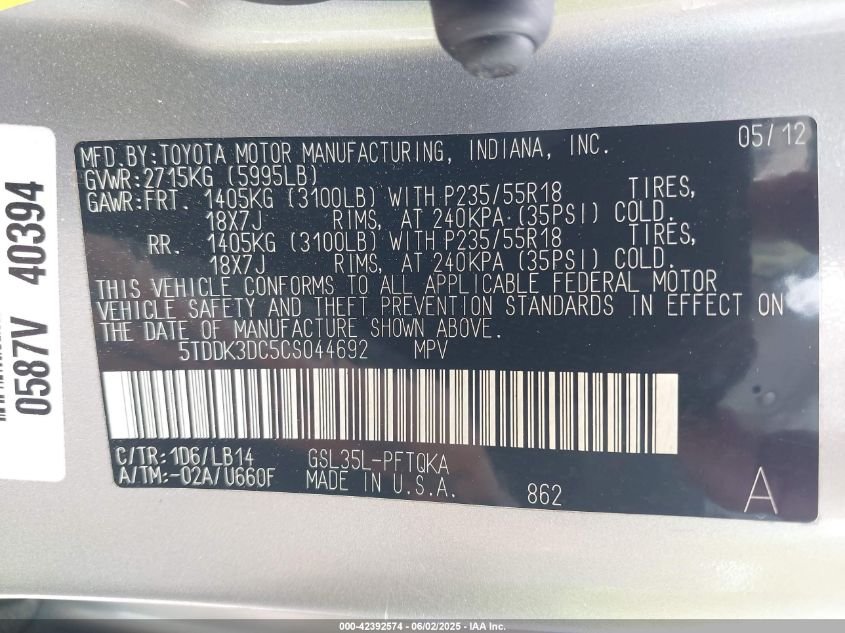 MFD.BY:TOYOTA MOTOR MANUFACTURING, INDIANA, INC. 05/12
GVWR:2715KG (5995LB)
GAWR:FRT. 1405KG (3100LB) WITH P235/55R18 TIRES,
18X7J RIMS, AT 240KPA (35PSI) COLD.
RR. 1405KG (3100LB) WITH P235/55R18 TIRES,
18X7J RIMS, AT 240KPA (35PSI) COLD.
THIS VEHICLE CONFORMS TO ALL APPLICABLE FEDERAL MOTOR
VEHICLE SAFETY AND THEFT PREVENTION STANDARDS IN EFFECT ON
THE DATE OF MANUFACTURE SHOWN ABOVE.
5TDDK3DC5CS044692 MPV
C/TR:1D6/LB14 GSL35L-PFTQKA
A/TM:-02A/U660F MADE IN U.S.A. 862 A
0587V 40394
000-42392574 | 06/02/2025 - IAA Inc.